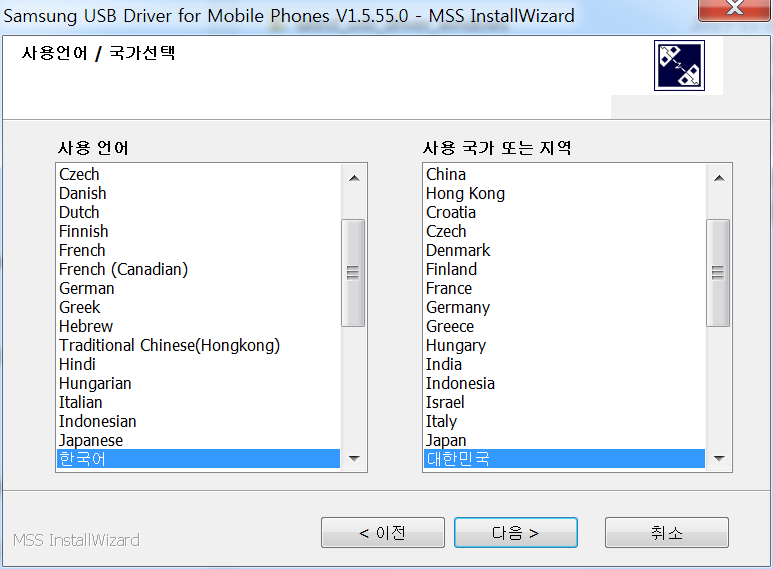 Samsung USB Driver for Mobile Phones V1.5.55.0 - MSS InstallWizard
사용언어 / 국가선택
사용 언어
Czech
Danish
Dutch
Finnish
French
French (Canadian)
German
Greek
Hebrew
Traditional Chinese(Hongkong)
Hindi
Hungarian
Italian
Indonesian
Japanese
한국어
사용 국가 또는 지역
China
Hong Kong
Croatia
Czech
Denmark
Finland
France
Germany
Greece
Hungary
India
Indonesia
Israel
Italy
Japan
대한민국
MSS InstallWizard
< 이전
다음 >
취소